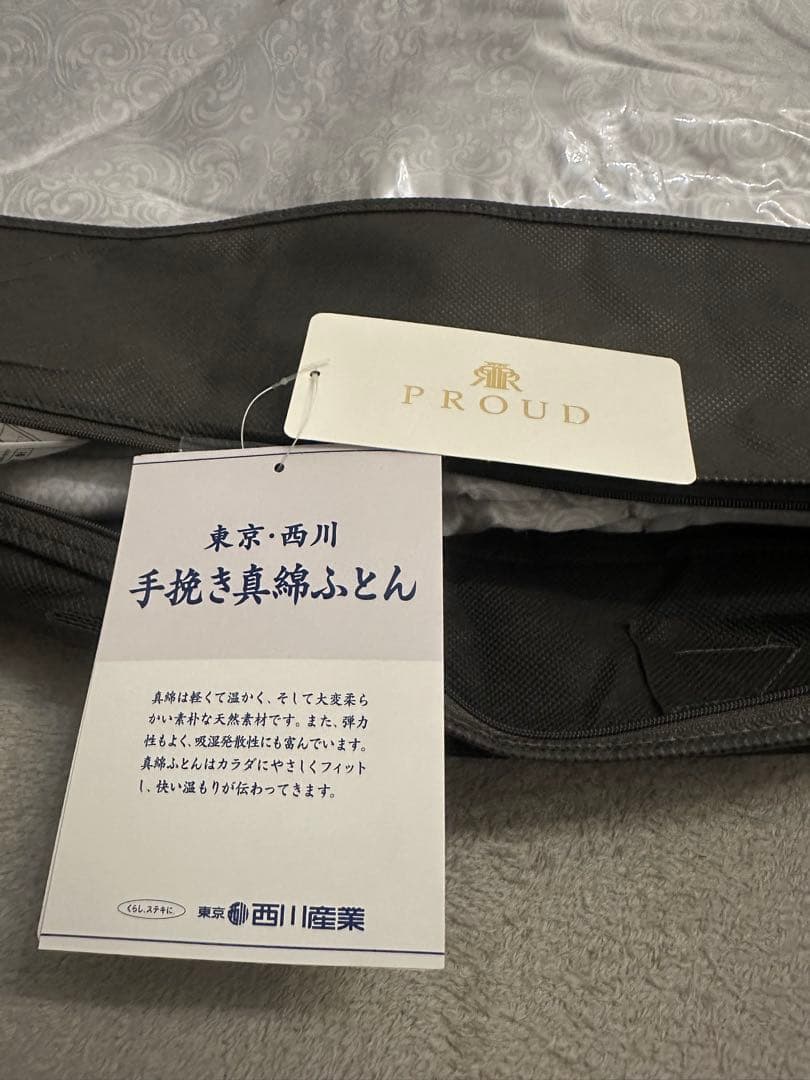 PROUD
東京・西川
手挽き真綿ふとん
真綿は軽くて温かく、そして大変柔ら
かい素朴な天然素材です。また、弾力
性もよく、吸湿発散性にも富んでいます。
真綿ふとんはカラダにやさしくフィット
し、快い温もりが伝わってきます。
くらし、ステキに。
東京 西川 西川産業